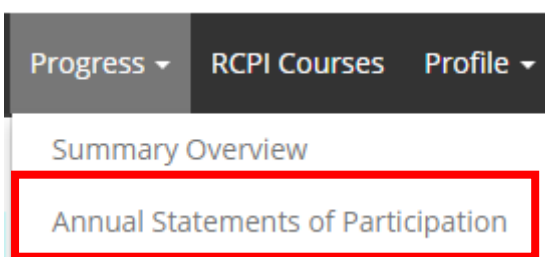 Progress RCPI Courses Profile
Summary Overview
Annual Statements of Participation